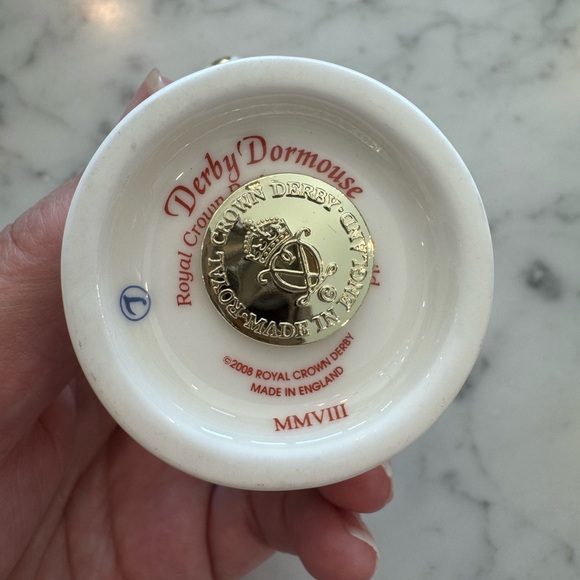 Derby Dormouse
Royal Crown
ROYAL CROWN DERBY
MADE IN ENGLAND
©2008 ROYAL CROWN DERBY
MADE IN ENGLAND
MMVIII